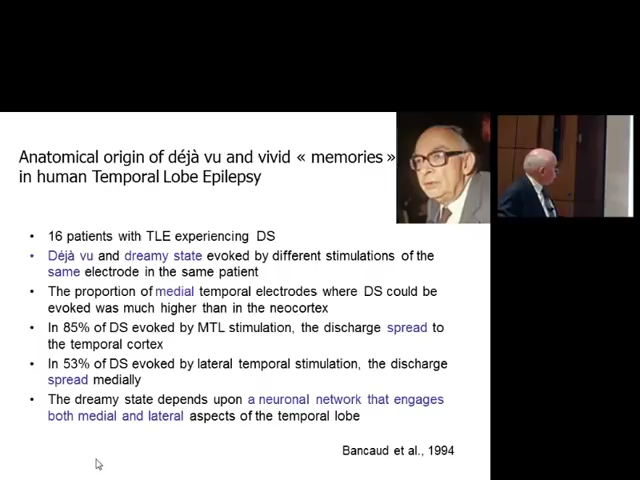 Anatomical origin of déjà vu and vivid « memories »
in human Temporal Lobe Epilepsy
• 16 patients with TLE experiencing DS
• Déjà vu and dreamy state evoked by different stimulations of the
same electrode in the same patient
• The proportion of medial temporal electrodes where DS could be
evoked was much higher than in the neocortex
• In 85% of DS evoked by MTL stimulation, the discharge spread to
the temporal cortex
• In 53% of DS evoked by lateral temporal stimulation, the discharge
spread medially
• The dreamy state depends upon a neuronal network that engages
both medial and lateral aspects of the temporal lobe
Bancaud et al., 1994